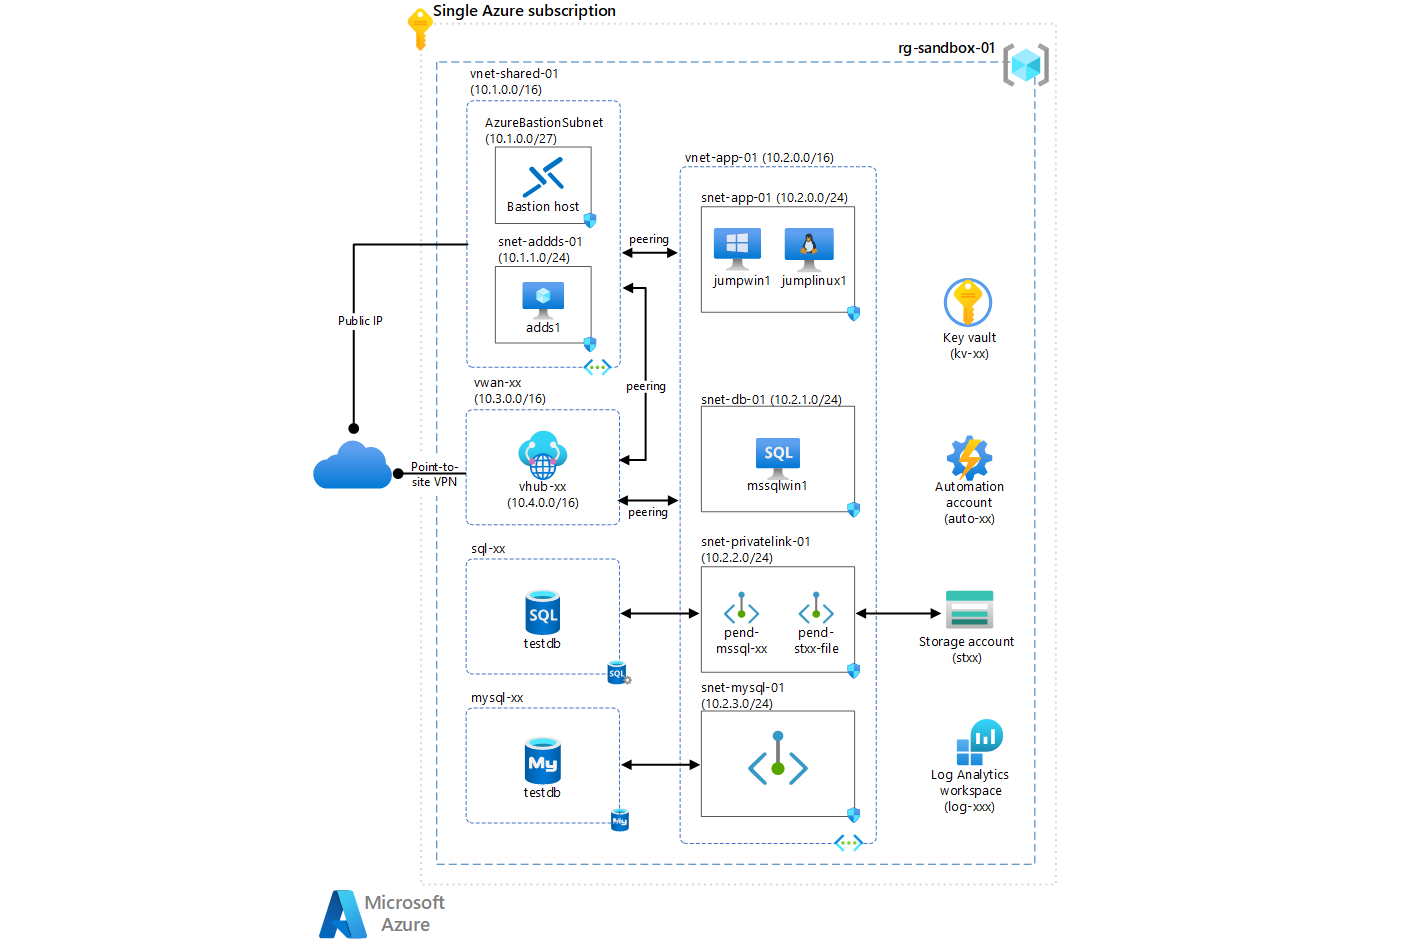 Single Azure subscription
rg-sandbox-01
vnet-shared-01
(10.1.0.0/16)
AzureBastionSubnet
(10.1.0.0/27)
Bastion host
snet-addds-01
(10.1.1.0/24)
adds1
peering
Public IP
peering
vwan-xx
(10.3.0.0/16)
vhub-xx
(10.4.0.0/16)
Point-to-
site VPN
peering
sql-xx
SQL
testdb
SQL
mysql-xx
My
testdb
My
vnet-app-01 (10.2.0.0/16)
snet-app-01 (10.2.0.0/24)
jumpwin1
jumplinux1
snet-db-01 (10.2.1.0/24)
SQL
mssqlwin1
snet-privatelink-01
(10.2.2.0/24)
pend-
mssql-xx
pend-
stxx-file
snet-mysql-01
(10.2.3.0/24)
Key vault
(kv-xx)
Automation
account
(auto-xx)
Storage account
(stxx)
Log Analytics
workspace
(log-xxx)
Microsoft
Azure